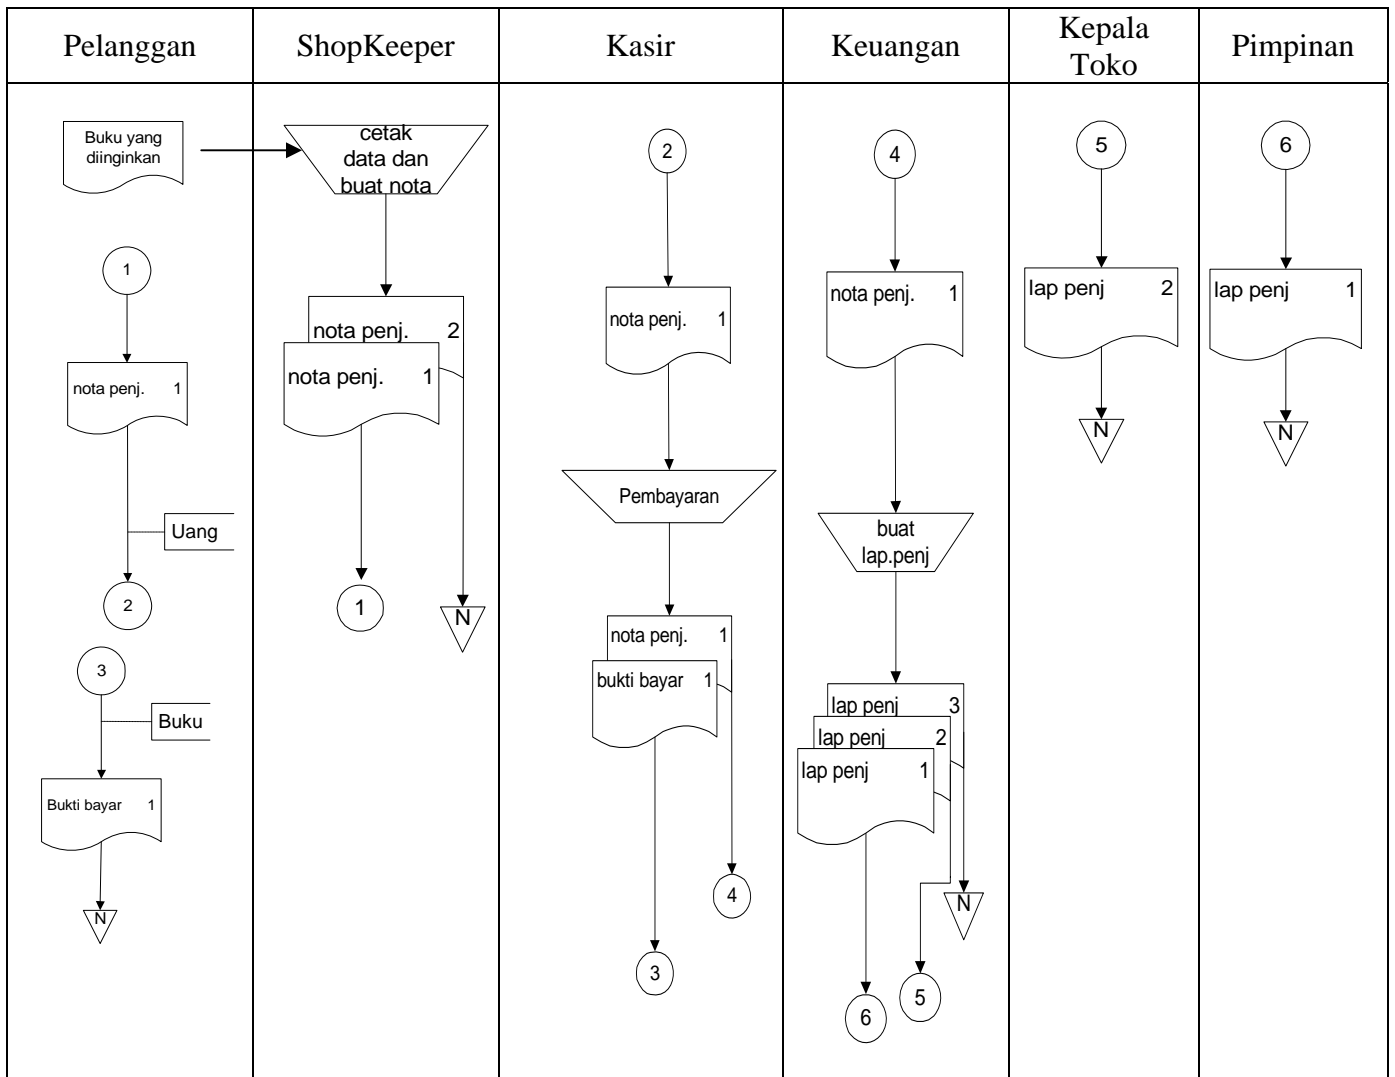 Pelanggan
ShopKeeper
Kasir
Keuangan
Kepala
Toko
Pimpinan
Buku yang
diinginkan
1
nota penj. 1
Uang
2
3
Buku
Bukti bayar 1
N
cetak
data dan
buat nota
nota penj. 2
nota penj. 1
1
N
2
nota penj. 1
Pembayaran
nota penj. 1
bukti bayar 1
4
3
4
nota penj. 1
buat
lap.penj
lap penj 3
lap penj 2
lap penj 1
N
5
6
5
lap penj 2
N
6
lap penj 1
N